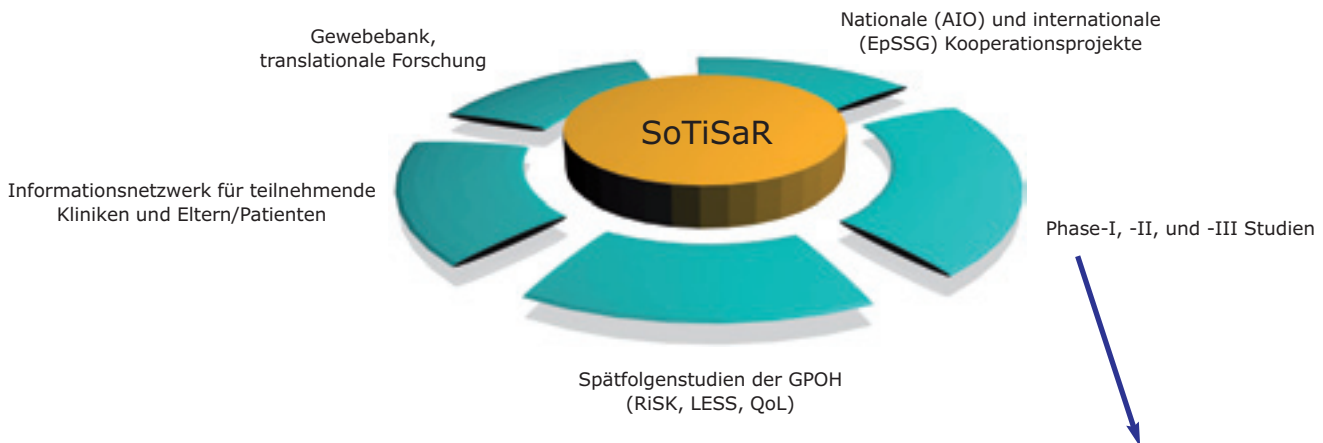 Gewebebank,
translationale Forschung
Nationale (AIO) und internationale
(EpSSG) Kooperationsprojekte
SoTiSaR
Informationsnetzwerk für teilnehmende
Kliniken und Eltern/Patienten
Phase-I, -II, und -III Studien
Spätfolgenstudien der GPOH
(RiSK, LESS, QoL)